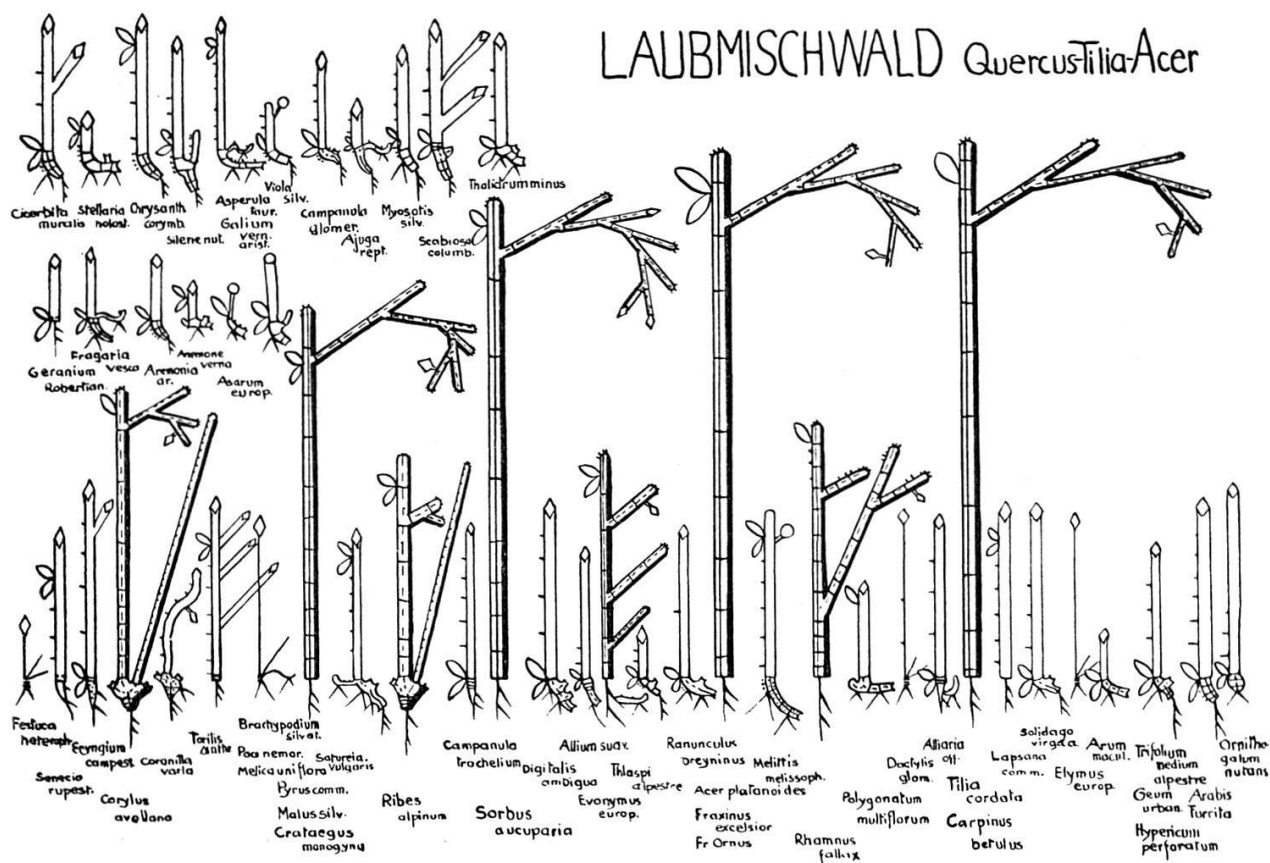 LAUBMISCHWALD Quercus-Tilia-Acer
Cicerbita
muralis
Stellaria
holost.
Chrysanth.
corymb.
Silene nut.
Asperula
taur.
Galium
vern.
arist.
Viola
silv.
Campanula
glomer.
Ajuga
rept.
Myosotis
silv.
Scabiosa
columb.
Thalictrum minus
Geranium
Robertian.
Fragaria
vesca
Aremonia
ar.
Anemone
verna
Asarum
europ.
Festuca
heteroph.
Senecio
rupest.
Eryngium
campest.
Corylus
avellana
Coronilla
varia
Torilis
anthr.
Brachypodium
silvat.
Poa nemor.
Melica uniflora
Pyrus comm.
Malus silv.
Crataegus
monogyna
Satureia
vulgaris
Ribes
alpinum
Campanula
trachelium
Sorbus
aucuparia
Digitalis
ambigua
Allium suav.
Evonymus
europ.
Thlaspi
alpestre
Ranunculus
breyninus
Acer platanoides
Fraxinus
excelsior
Fr Ornus
Melittis
melissoph.
Rhamnus
fallax
Polygonatum
multiflorum
Dactylis
glom.
Alliaria
off.
Tilia
cordata
Carpinus
betulus
Lapsana
comm.
Solidago
virg.a
Elymus
europ.
Arum
macul.
Trifolium
medium
alpestre
Geum
urban.
Hypericum
perforatum
Arabis
Turrita
Ornitho
galum
nutans